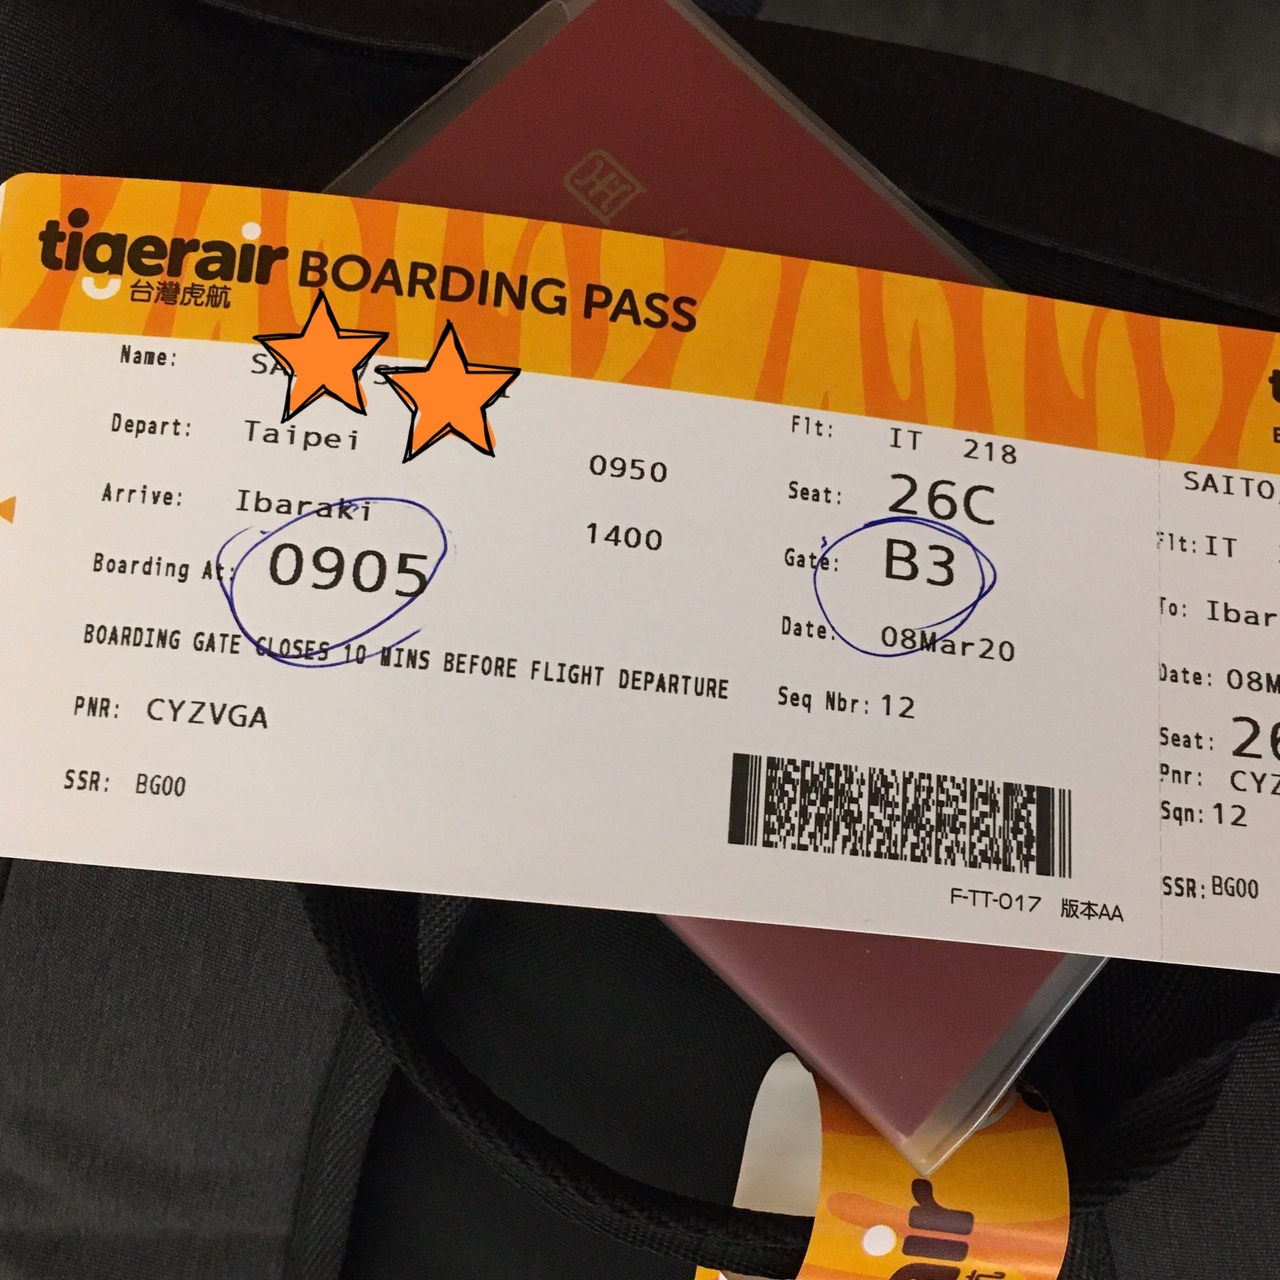 tigerair BOARDING PASS
台灣虎航
Name: SA
Depart: Taipei 0950
Arrive: Ibaraki 1400
Boarding At: 0905
BOARDING GATE CLOSES 10 MINS BEFORE FLIGHT DEPARTURE
PNR: CYZVGA
SSR: BG00
Flt: IT 218
Seat: 26C
Gate: B3
Date: 08Mar20
Seq Nbr: 12
F-TT-017 版本AA
SAITO
Flt: IT
To: Ibar
Date: 08M
Seat: 26
Pnr: CYZ
Sqn: 12
SSR: BG00
air